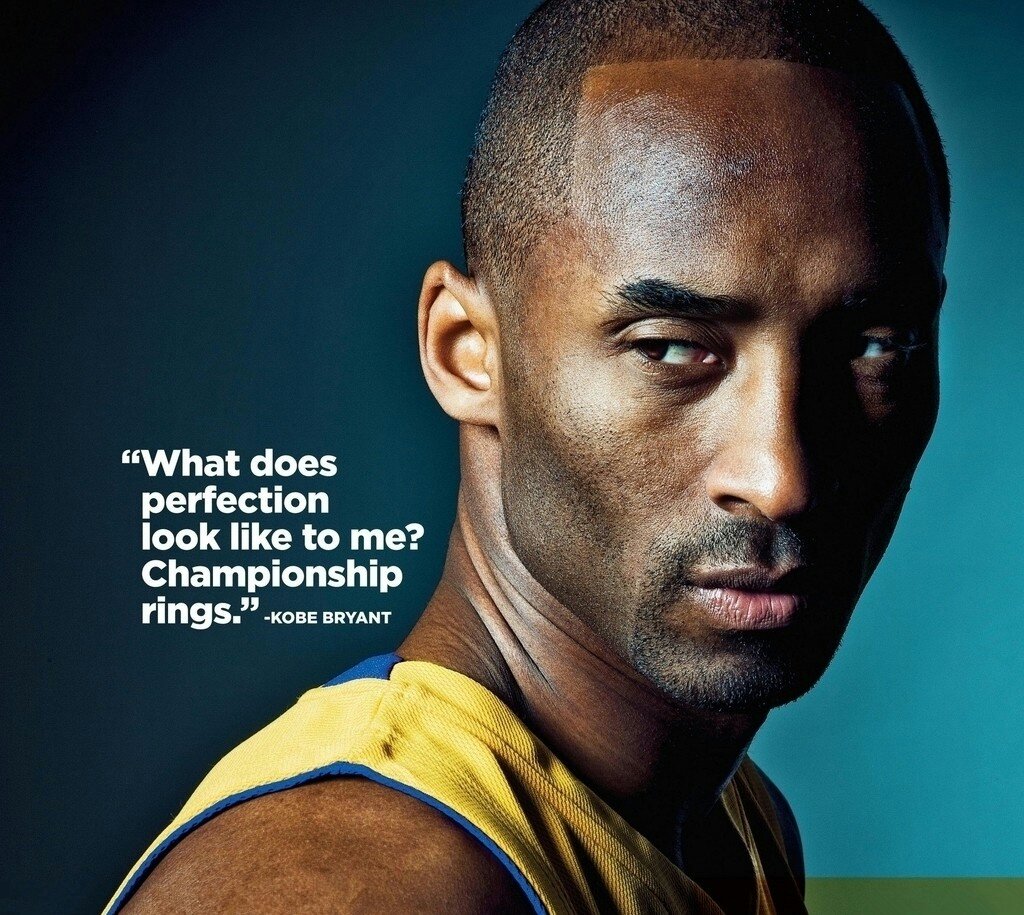 “What does
perfection
look like to me?
Championship
rings.” -KOBE BRYANT